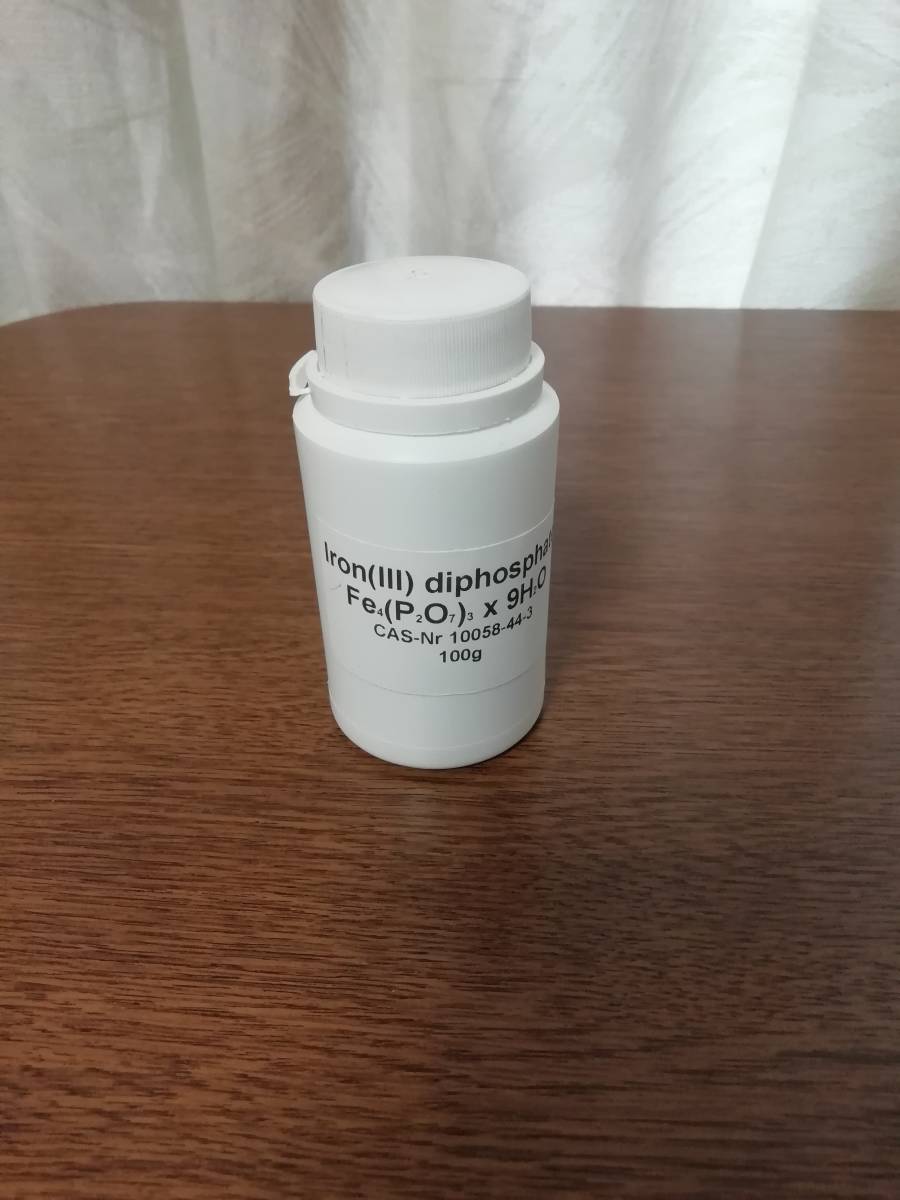 Iron(III) diphospha
Fe₄(P₂O₇)₃ x 9H₂O
CAS-Nr 10058-44-3
100g